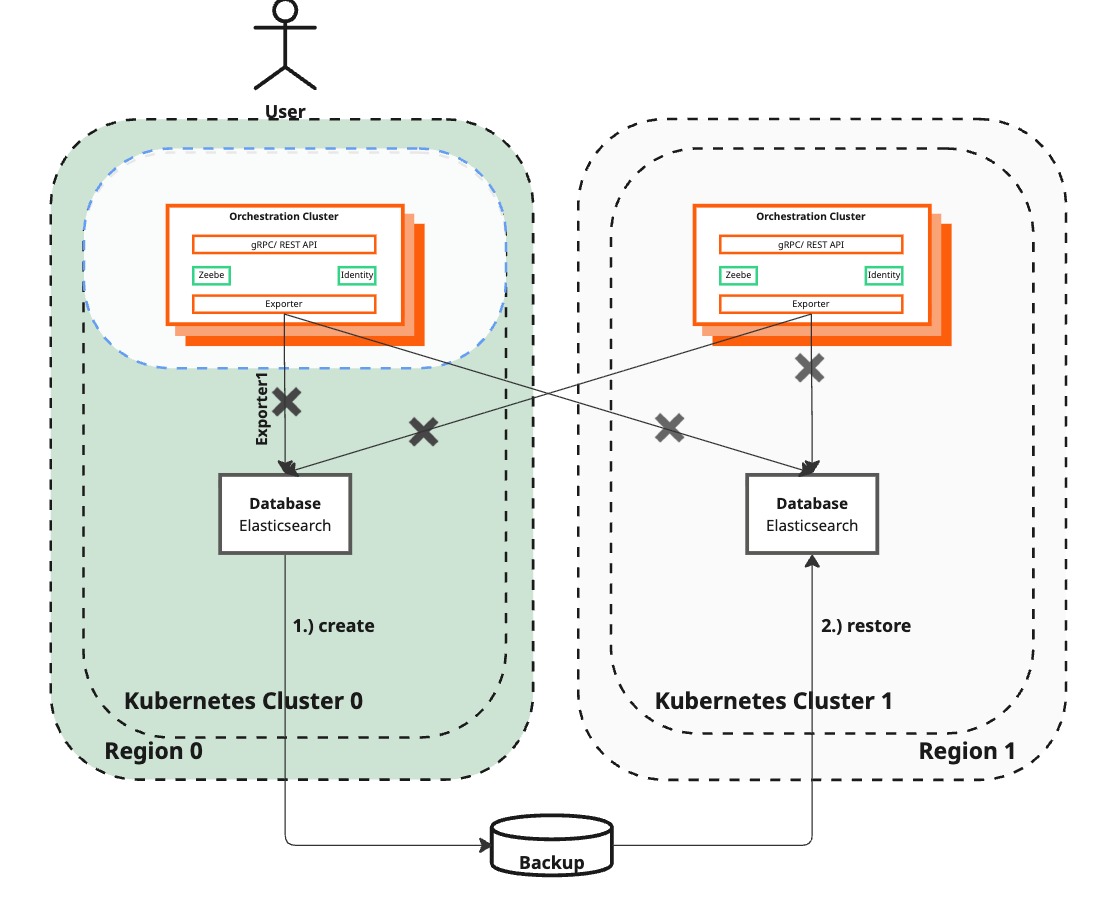 User
Orchestration Cluster
gRPC/ REST API
Zeebe
Identity
Exporter
Exporter1
Database
Elasticsearch
1.) create
Kubernetes Cluster 0
Region 0
Orchestration Cluster
gRPC/ REST API
Zeebe
Identity
Exporter
Database
Elasticsearch
2.) restore
Kubernetes Cluster 1
Region 1
Backup